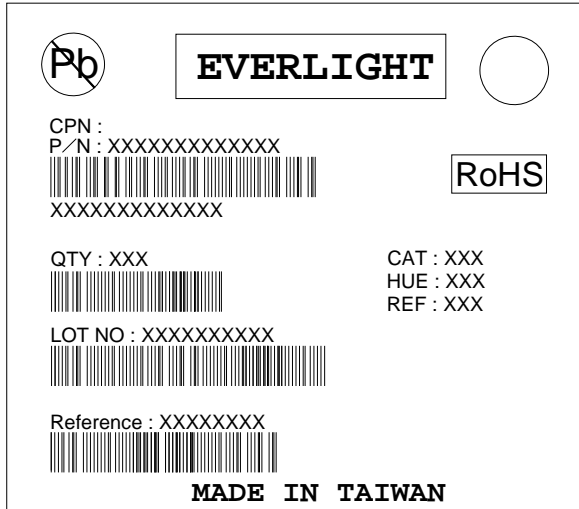 Pb
EVERLIGHT
CPN :
P/N : XXXXXXXXXXXXX
RoHS
XXXXXXXXXXXXX
QTY : XXX
CAT : XXX
HUE : XXX
REF : XXX
LOT NO : XXXXXXXXXX
Reference : XXXXXXXX
MADE IN TAIWAN